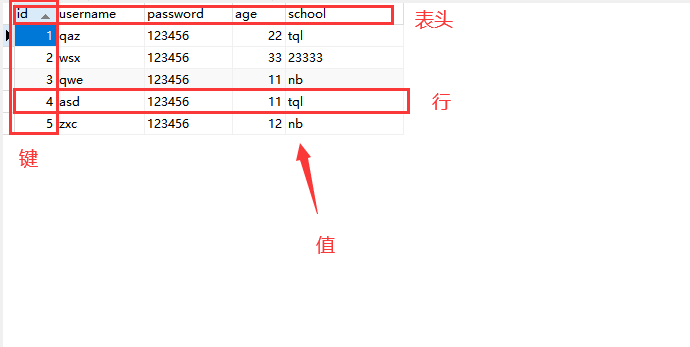 id username password age school
表头
1 qaz 123456 22 tql
2 wsx 123456 33 23333
3 qwe 123456 11 nb
4 asd 123456 11 tql
行
5 zxc 123456 12 nb
键
值